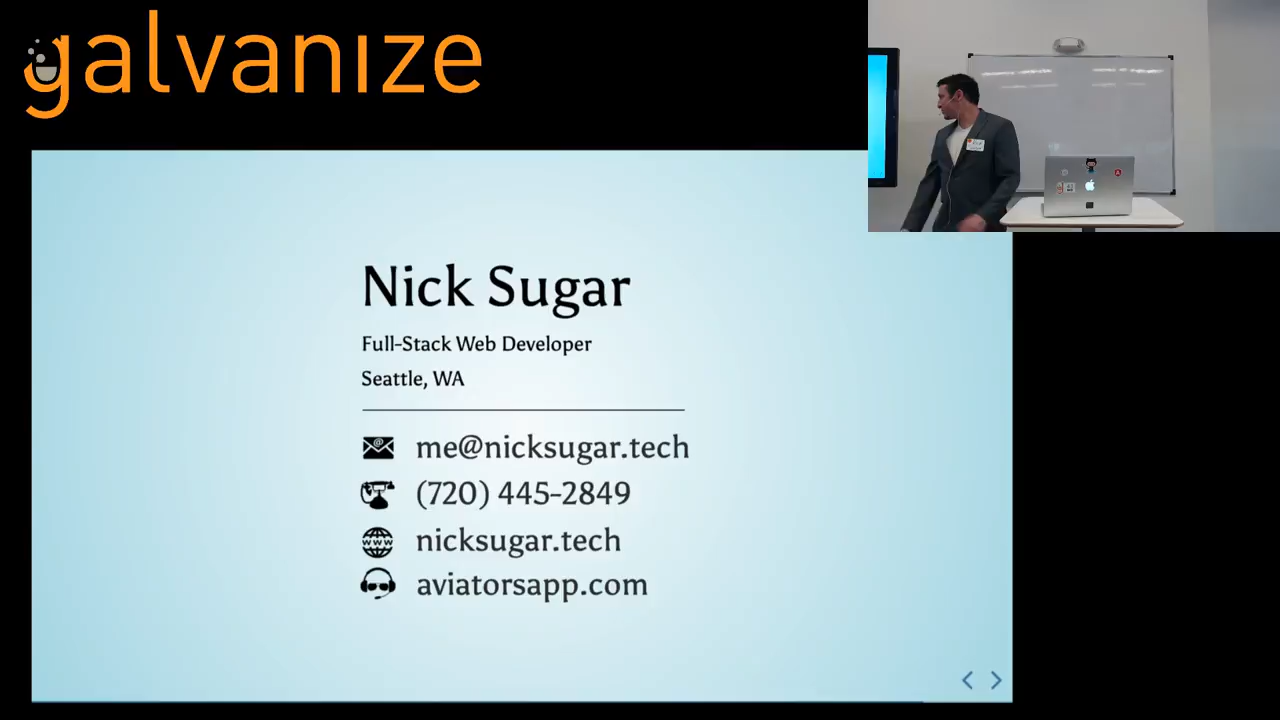 galvanize
Nick Sugar
Full-Stack Web Developer
Seattle, WA
me@nicksugar.tech
(720) 445-2849
nicksugar.tech
aviatorsapp.com